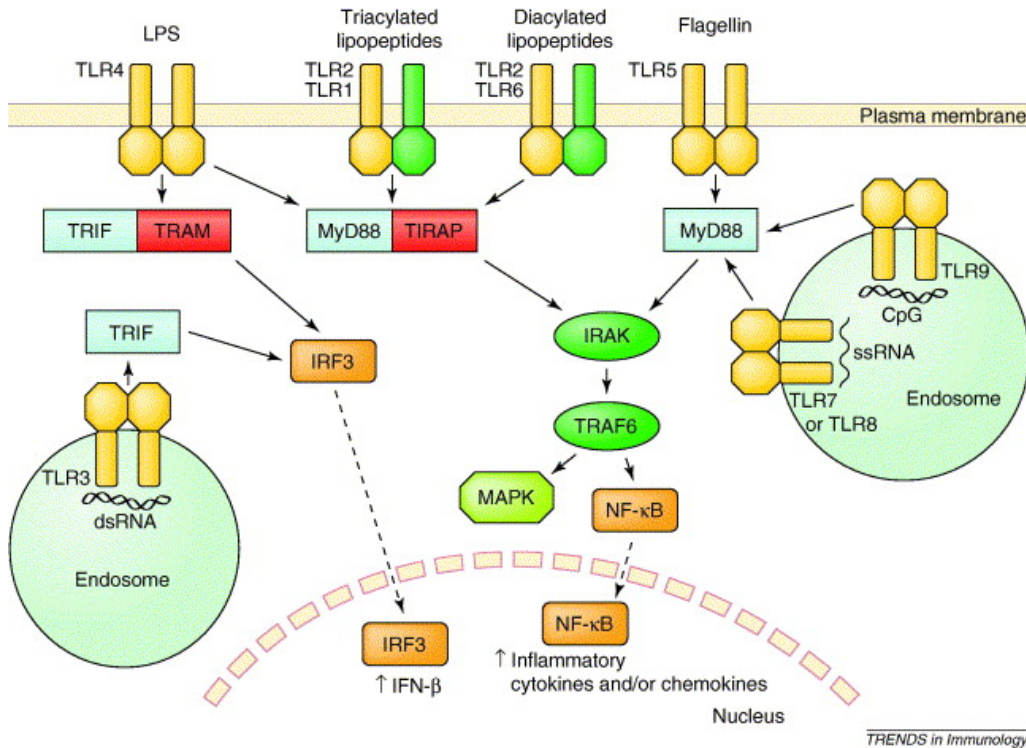 LPS
Triacylated
lipopeptides
Diacylated
lipopeptides
Flagellin
TLR4
TLR2
TLR1
TLR2
TLR6
TLR5
Plasma membrane
TRIF
TRAM
MyD88
TIRAP
MyD88
TLR9
CpG
ssRNA
TLR7
or TLR8
Endosome
TRIF
IRF3
IRAK
TRAF6
TLR3
dsRNA
Endosome
MAPK
NF-κB
IRF3
↑ IFN-β
NF-κB
↑ Inflammatory
cytokines and/or chemokines
Nucleus
TRENDS in Immunology